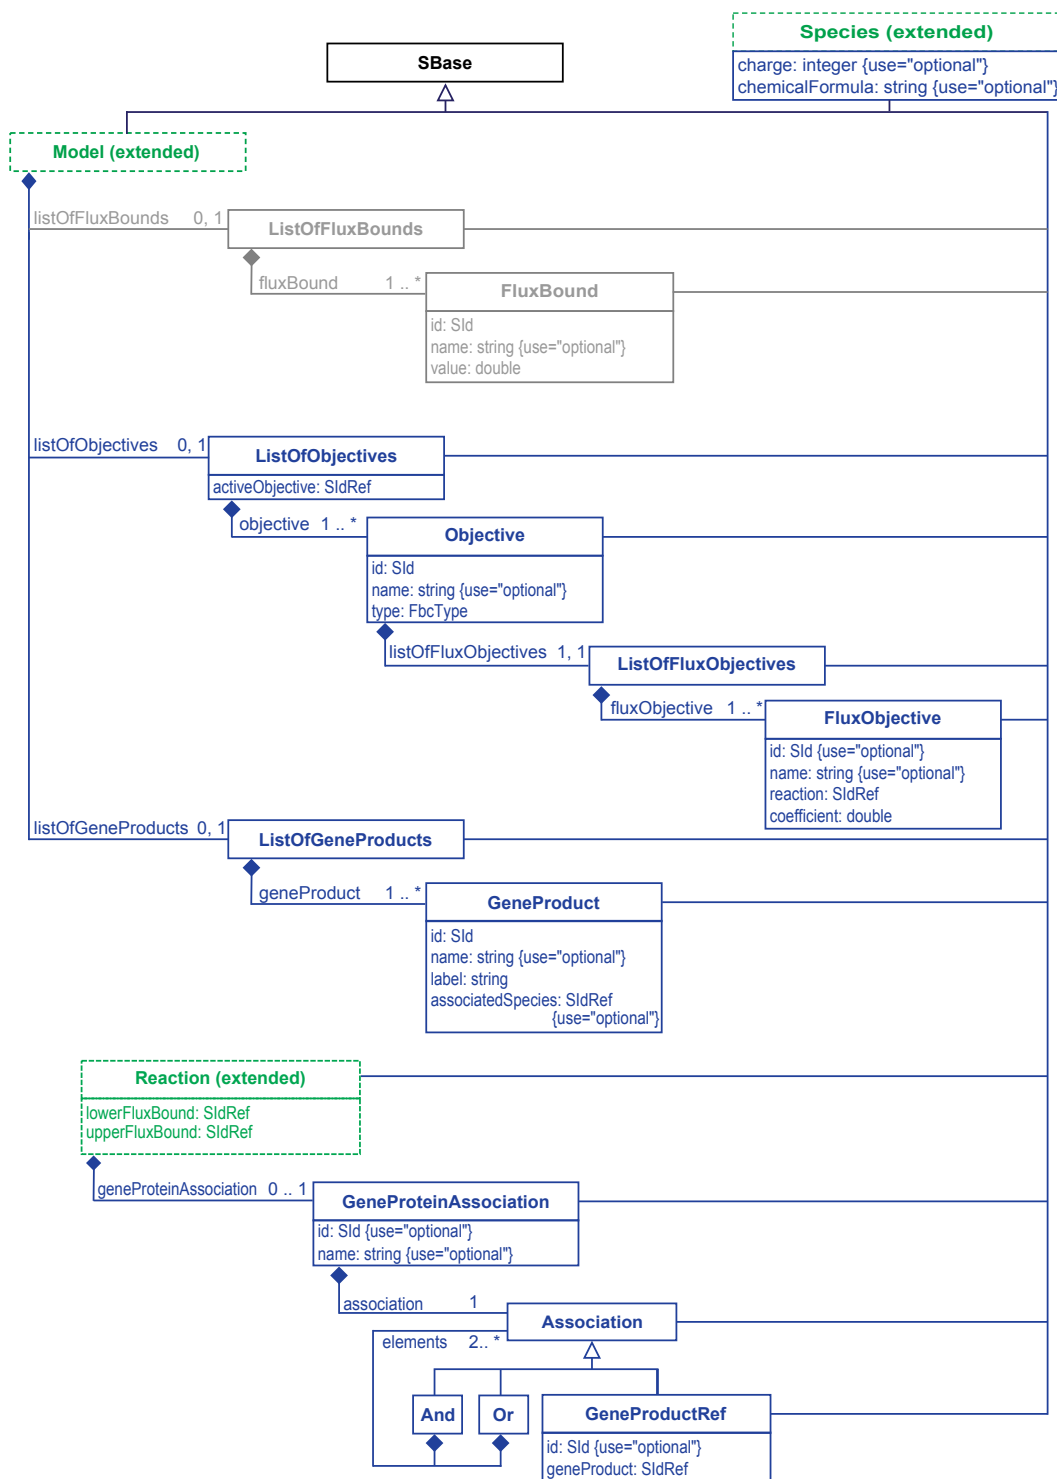 Species (extended)
charge: integer {use="optional"}
chemicalFormula: string {use="optional"}
SBase
Model (extended)
listOfFluxBounds 0, 1
ListOfFluxBounds
fluxBound 1 .. *
FluxBound
id: SId
name: string {use="optional"}
value: double
listOfObjectives 0, 1
ListOfObjectives
activeObjective: SIdRef
objective 1 .. *
Objective
id: SId
name: string {use="optional"}
type: FbcType
listOfFluxObjectives 1, 1
ListOfFluxObjectives
fluxObjective 1 .. *
FluxObjective
id: SId {use="optional"}
name: string {use="optional"}
reaction: SIdRef
coefficient: double
listOfGeneProducts 0, 1
ListOfGeneProducts
geneProduct 1 .. *
GeneProduct
id: SId
name: string {use="optional"}
label: string
associatedSpecies: SIdRef
{use="optional"}
Reaction (extended)
lowerFluxBound: SIdRef
upperFluxBound: SIdRef
geneProteinAssociation 0 .. 1
GeneProteinAssociation
id: SId {use="optional"}
name: string {use="optional"}
association 1
Association
elements 2.. *
And
Or
GeneProductRef
id: SId {use="optional"}
geneProduct: SIdRef